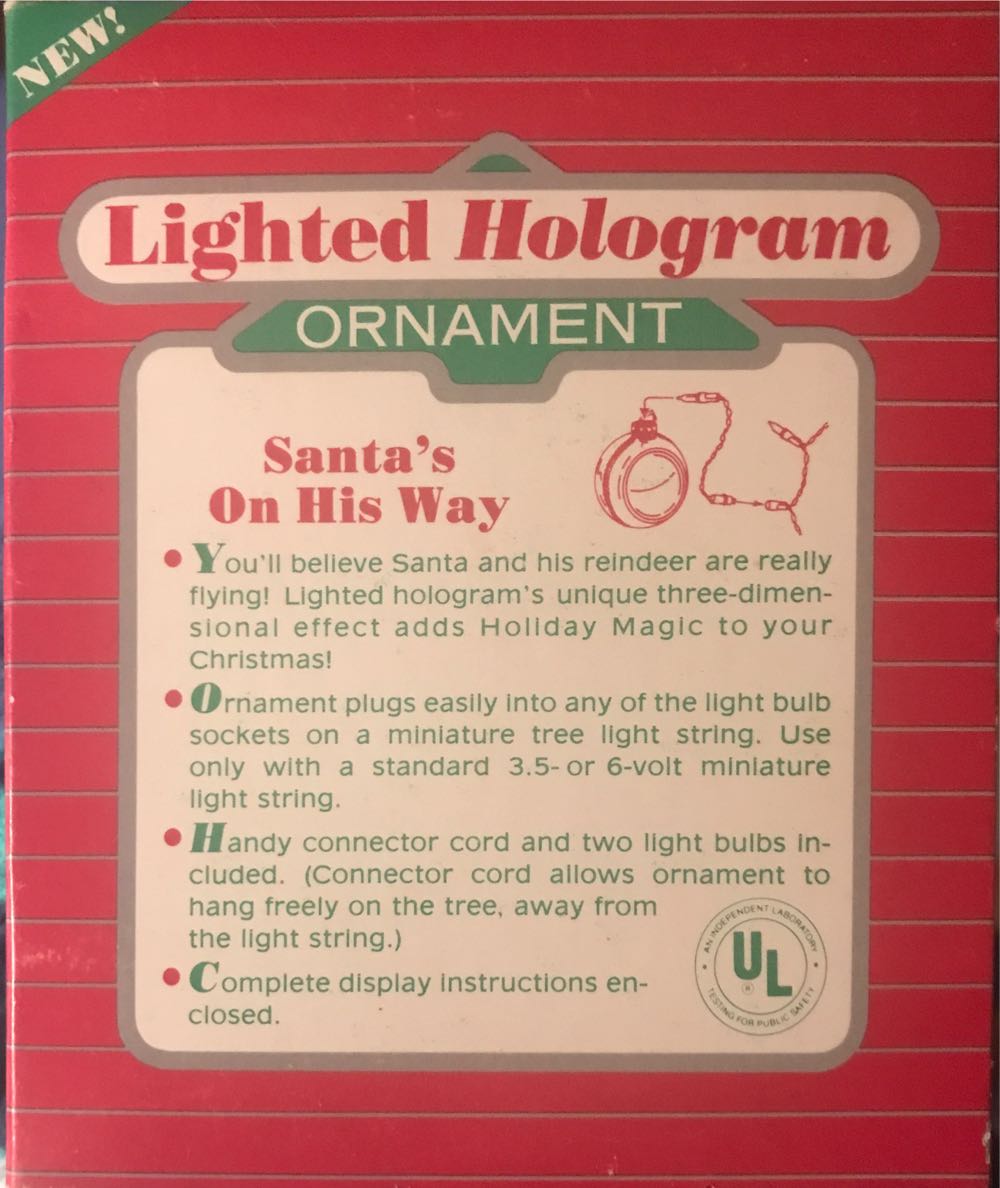 NEW!
Lighted Hologram
ORNAMENT
Santa's
On His Way
• You'll believe Santa and his reindeer are really
flying! Lighted hologram's unique three-dimen-
sional effect adds Holiday Magic to your
Christmas!
• Ornament plugs easily into any of the light bulb
sockets on a miniature tree light string. Use
only with a standard 3.5- or 6-volt miniature
light string.
• Handy connector cord and two light bulbs in-
cluded. (Connector cord allows ornament to
hang freely on the tree, away from
the light string.)
• Complete display instructions en-
closed.
AN INDEPENDENT LABORATORY
UL
®
TESTING FOR PUBLIC SAFETY